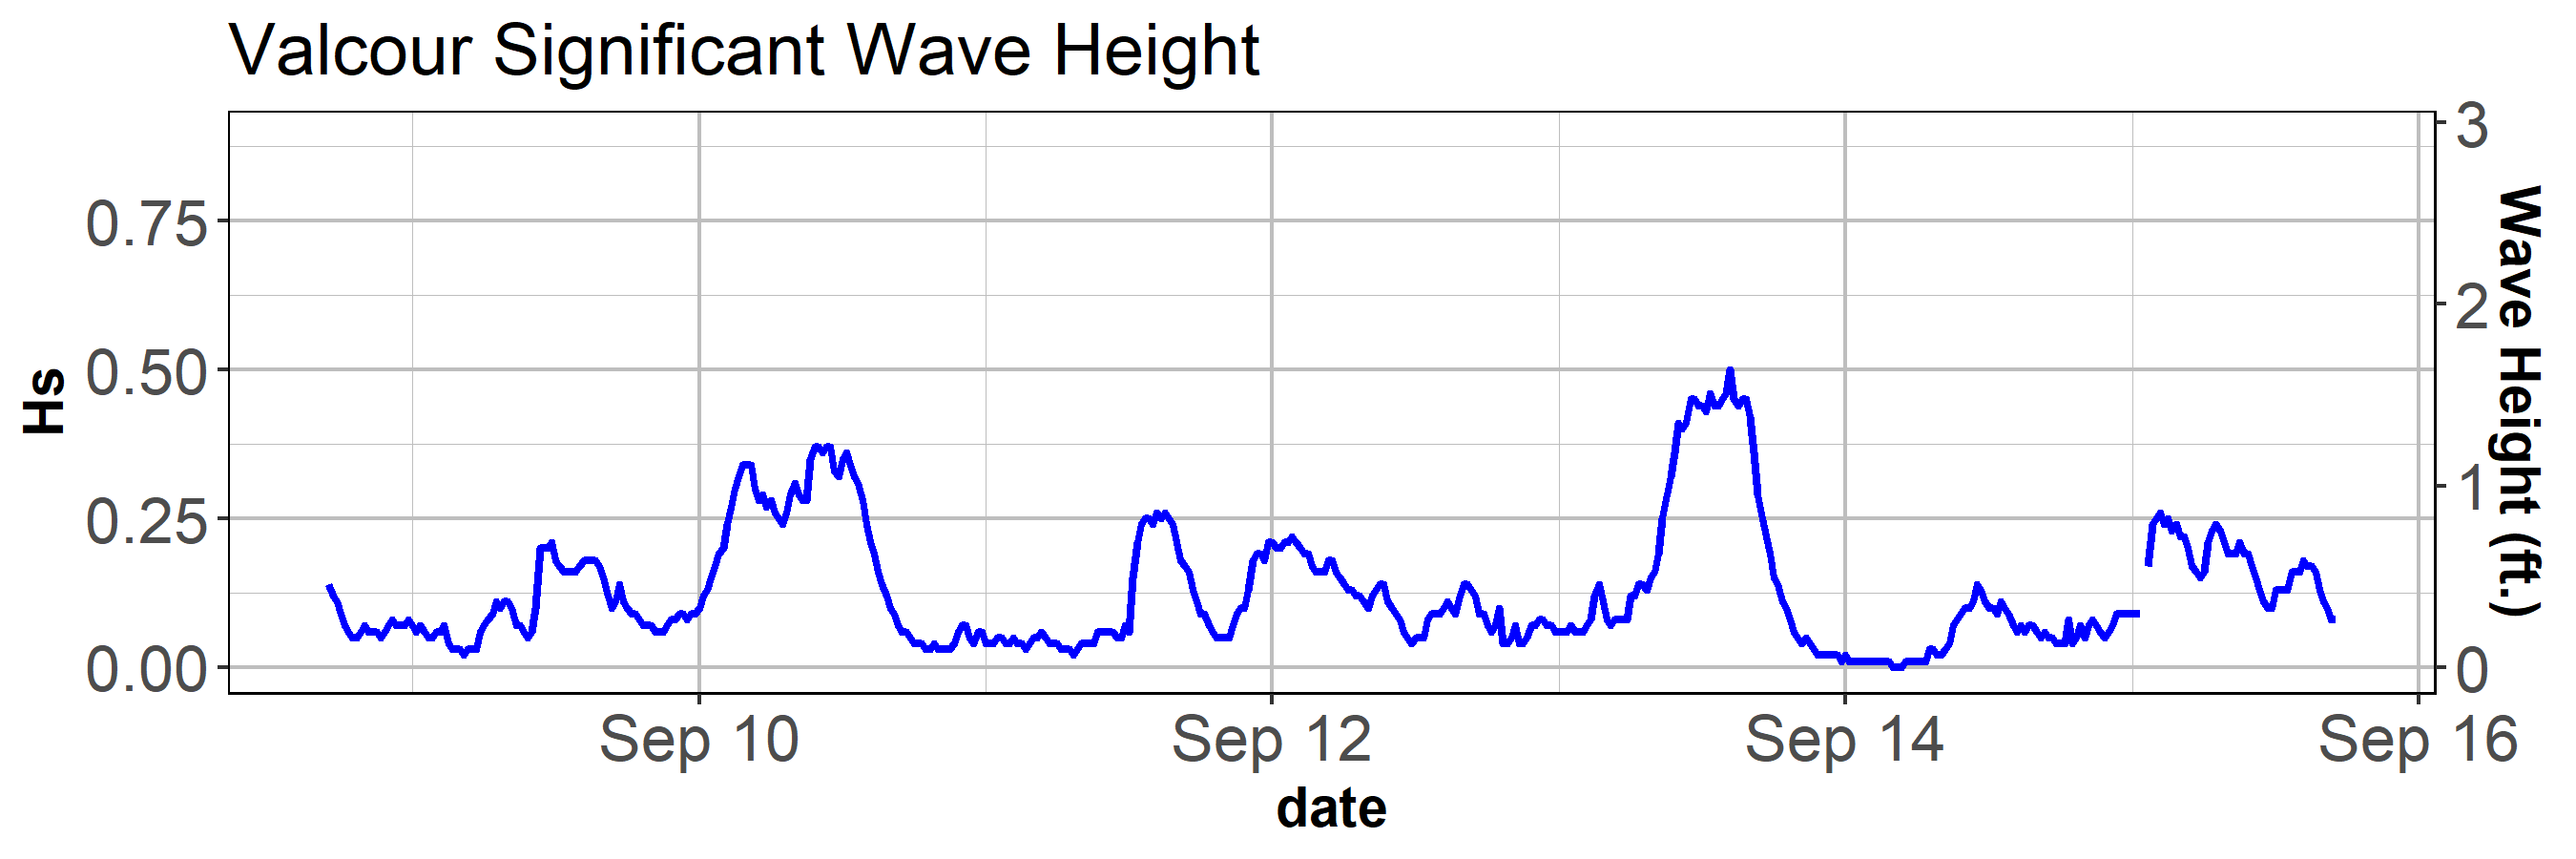 Valcour Significant Wave Height
Hs
0.75
0.50
0.25
0.00
3
2
1
0
Wave Height (ft.)
Sep 10 Sep 12 Sep 14 Sep 16
date